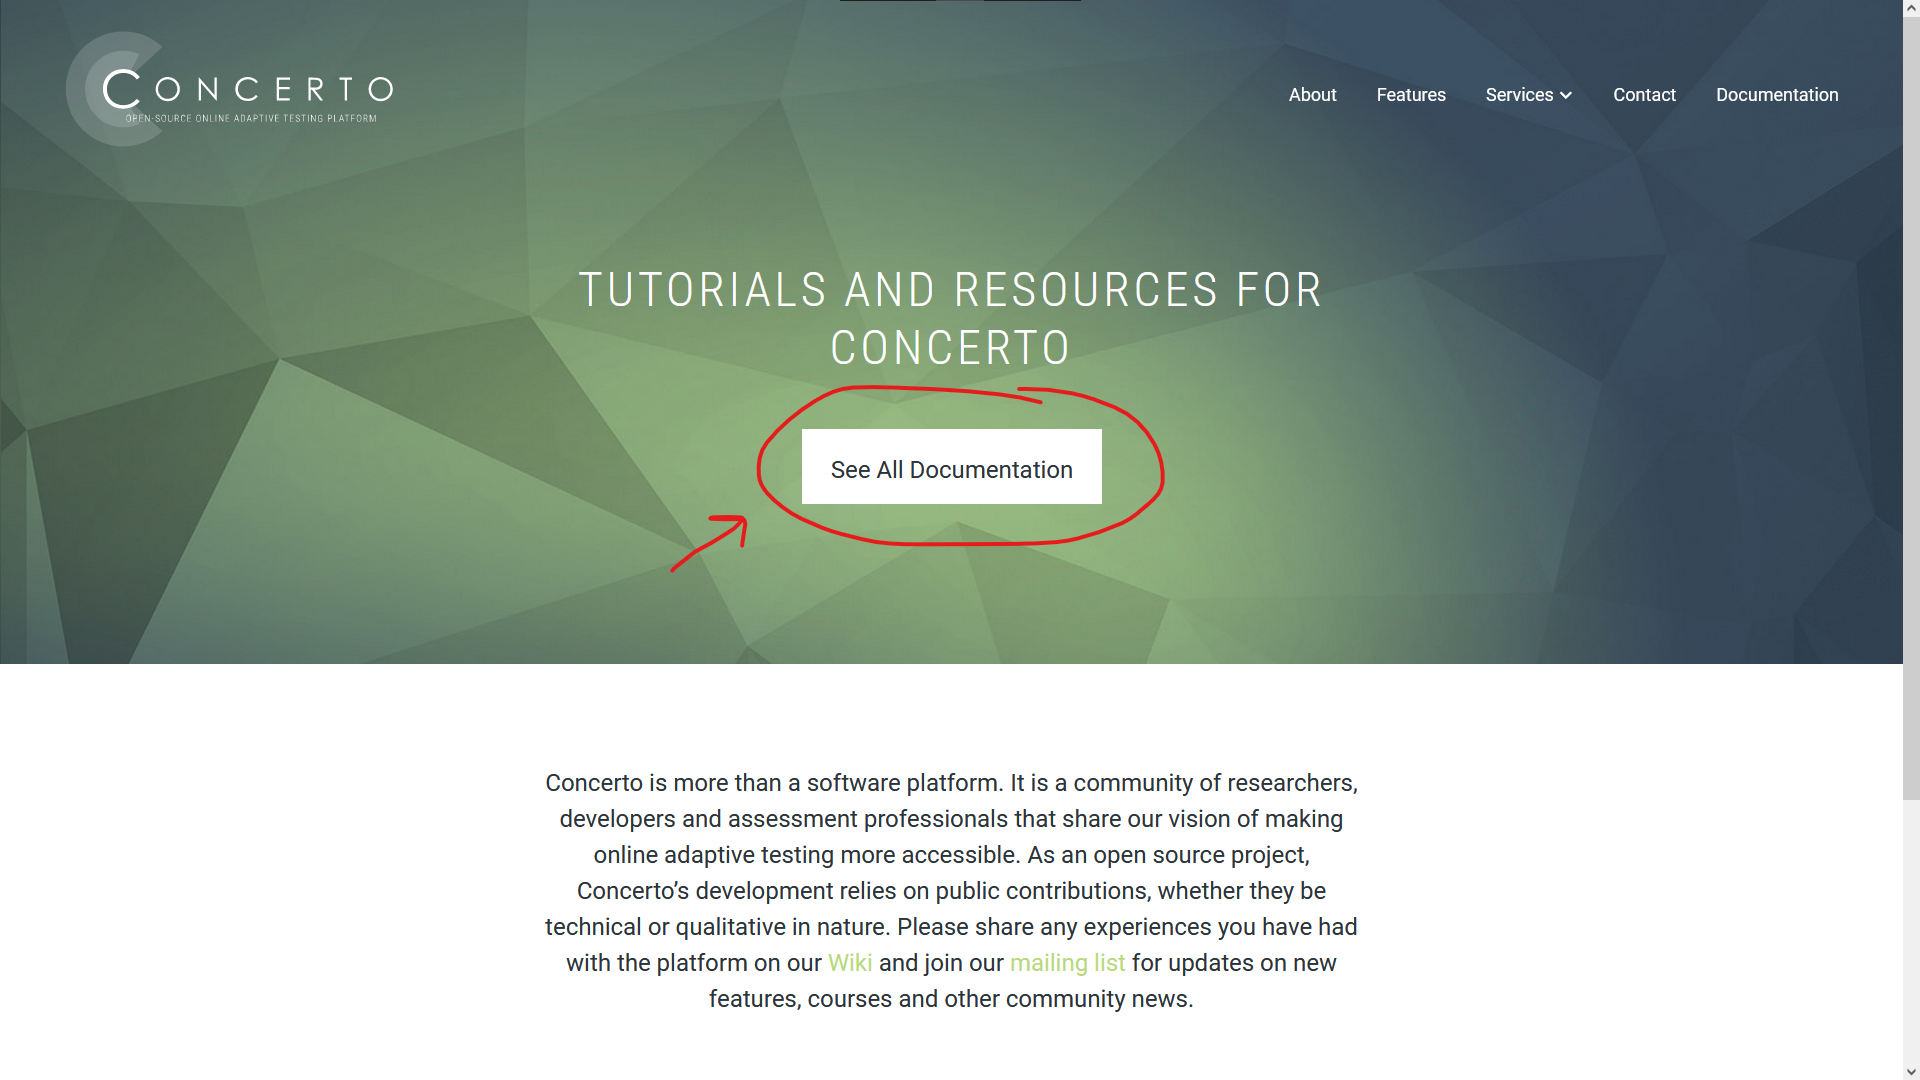 CONCERTO
OPEN-SOURCE ONLINE ADAPTIVE TESTING PLATFORM
About Features Services Contact Documentation
TUTORIALS AND RESOURCES FOR
CONCERTO
See All Documentation
Concerto is more than a software platform. It is a community of researchers,
developers and assessment professionals that share our vision of making
online adaptive testing more accessible. As an open source project,
Concerto’s development relies on public contributions, whether they be
technical or qualitative in nature. Please share any experiences you have had
with the platform on our Wiki and join our mailing list for updates on new
features, courses and other community news.